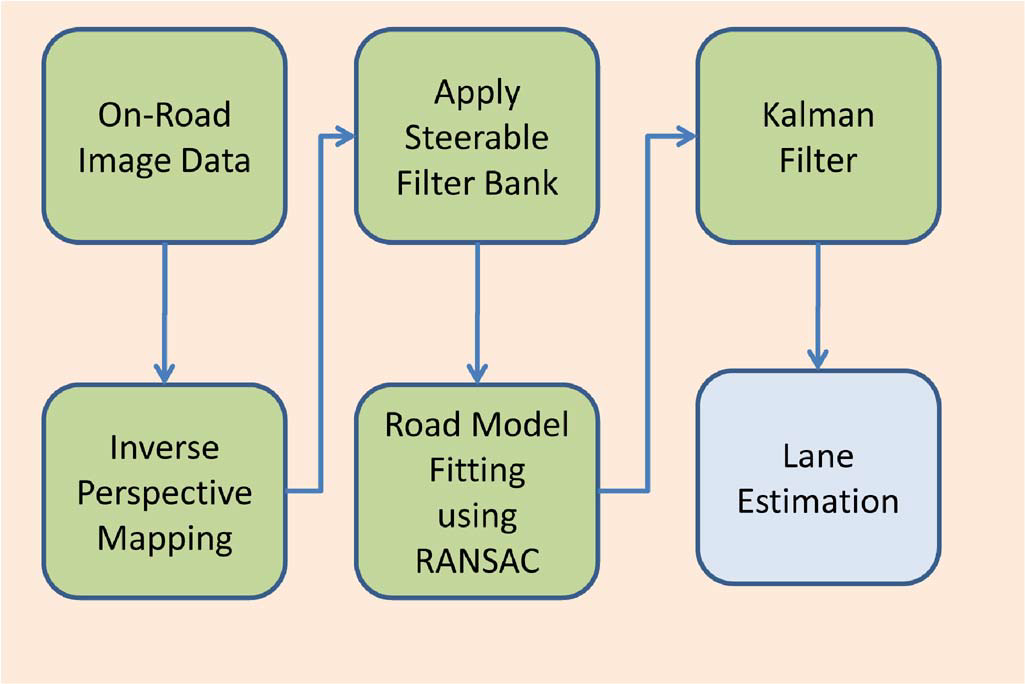 On-Road
Image Data
Inverse
Perspective
Mapping
Apply
Steerable
Filter Bank
Road Model
Fitting
using
RANSAC
Kalman
Filter
Lane
Estimation